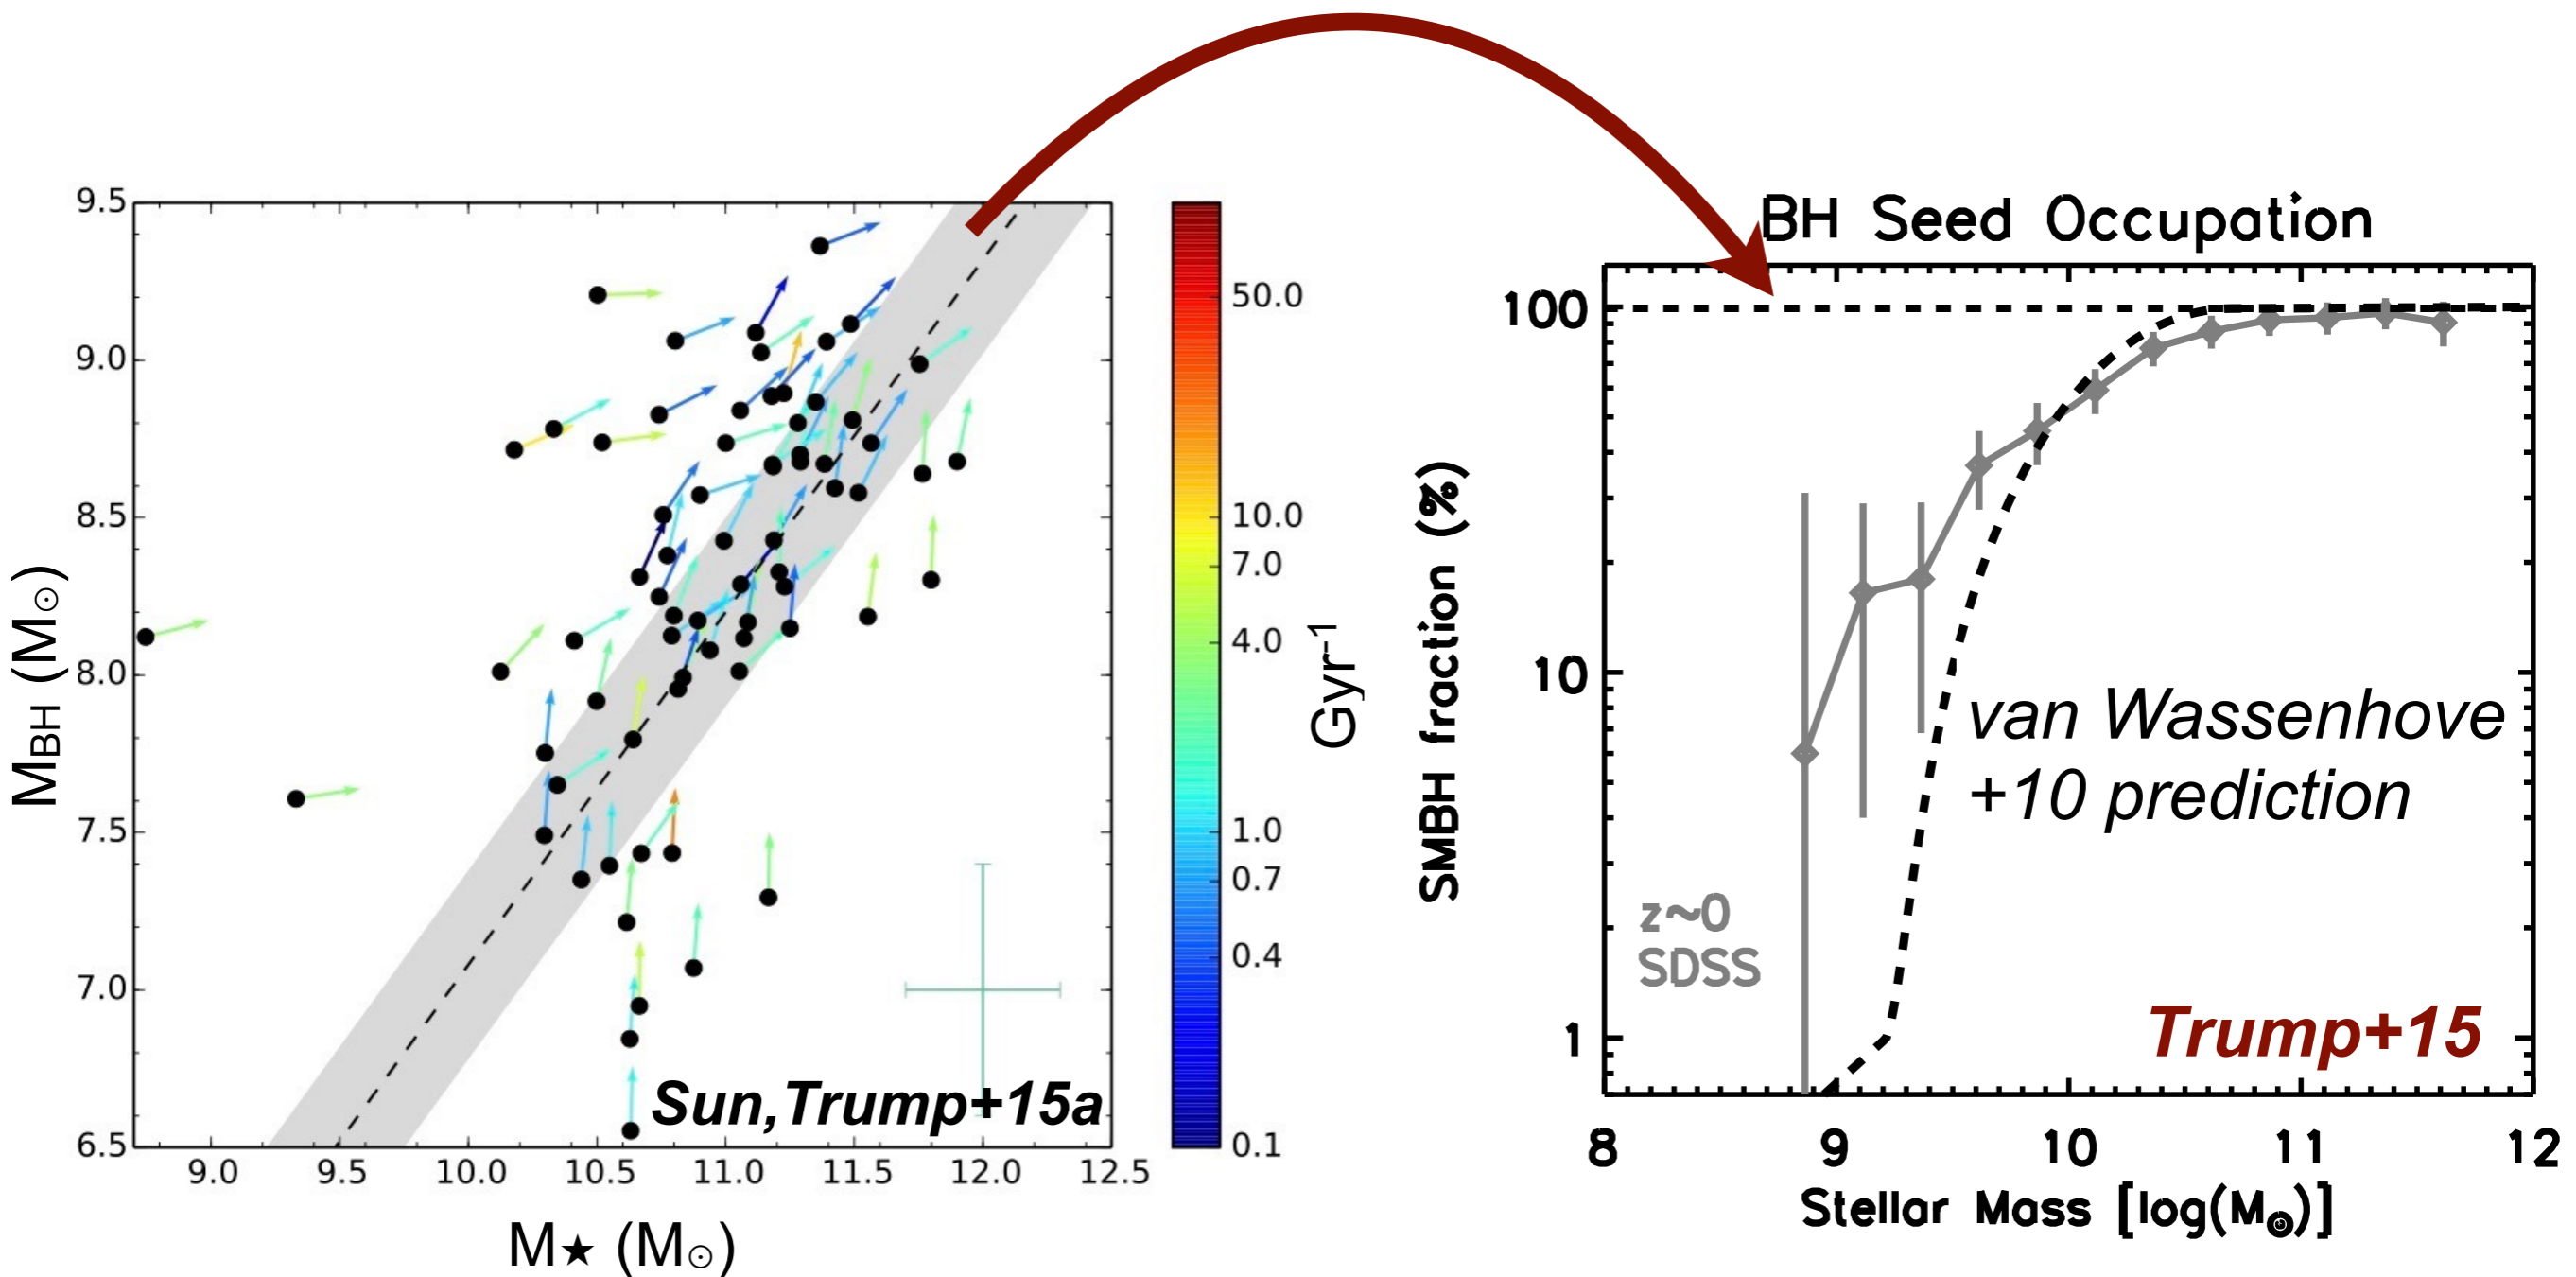 9.5
9.0
8.5
8.0
7.5
7.0
6.5
MBH (M☉)
9.0 9.5 10.0 10.5 11.0 11.5 12.0 12.5
M★ (M☉)
Sun,Trump+15a
50.0
10.0
7.0
4.0
1.0
0.7
0.4
0.1
Gyr-1
BH Seed Occupation
100
10
1
SMBH fraction (%)
van Wassenhove
+10 prediction
z~0
SDSS
Trump+15
8 9 10 11 12
Stellar Mass [log(M☉)]